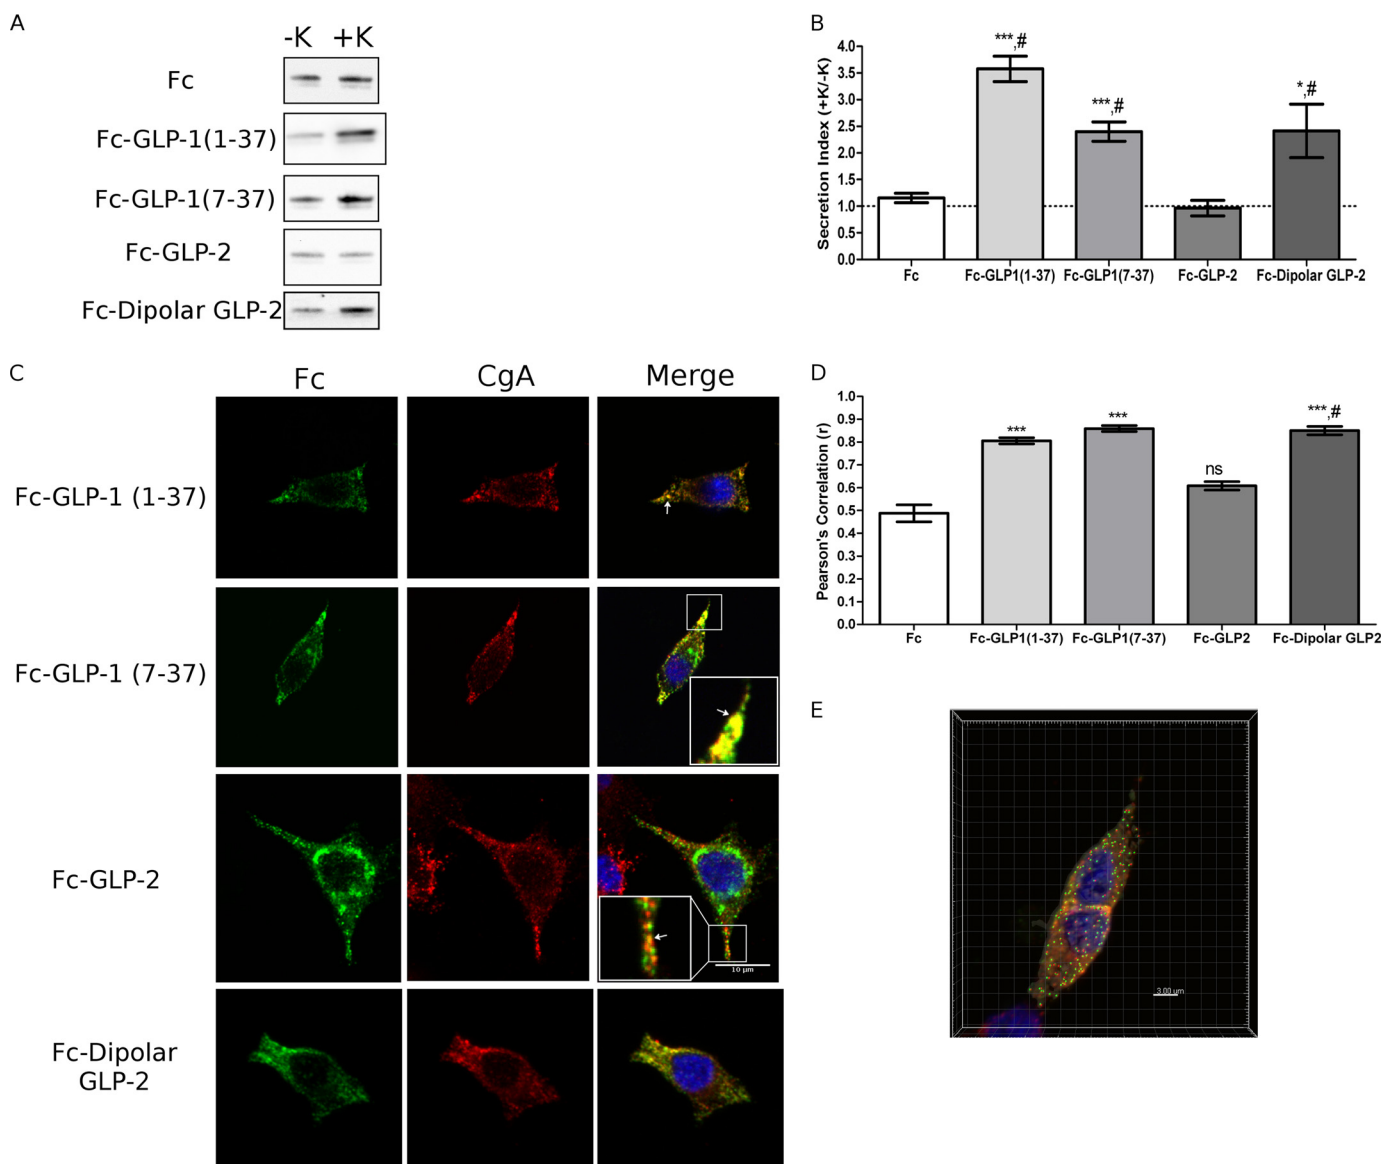 A
-K +K
Fc
Fc-GLP-1(1-37)
Fc-GLP-1(7-37)
Fc-GLP-2
Fc-Dipolar GLP-2
B
Secretion Index (+K/-K)
4.0
3.5
3.0
2.5
2.0
1.5
1.0
0.5
0.0
***,#
***,#
*,#
Fc
Fc-GLP1(1-37)
Fc-GLP1(7-37)
Fc-GLP-2
Fc-Dipolar GLP-2
C
Fc CgA Merge
Fc-GLP-1 (1-37)
Fc-GLP-1 (7-37)
Fc-GLP-2
10 µm
Fc-Dipolar
GLP-2
D
Pearson's Correlation (r)
1.0
0.9
0.8
0.7
0.6
0.5
0.4
0.3
0.2
0.1
0.0
***
***
ns
***,#
Fc
Fc-GLP1(1-37)
Fc-GLP1(7-37)
Fc-GLP2
Fc-Dipolar GLP2
E
3.00 µm